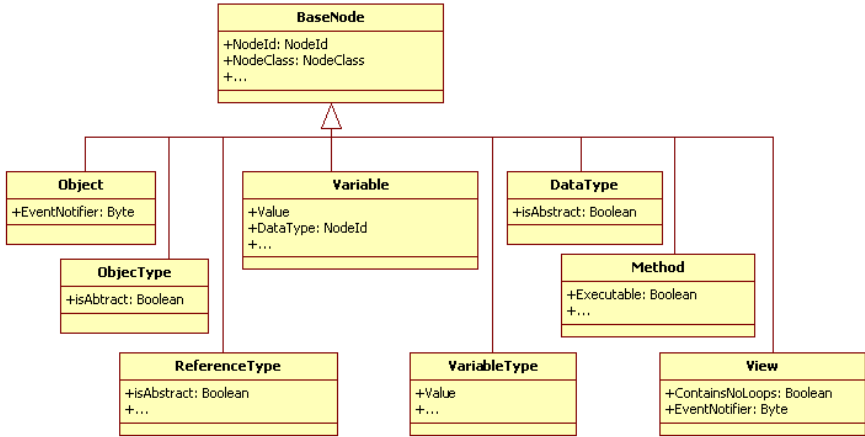 BaseNode
+NodeId: NodeId
+NodeClass: NodeClass
+...
Object
+EventNotifier: Byte
Variable
+Value
+DataType: NodeId
+...
DataType
+isAbstract: Boolean
ObjecType
+isAbtract: Boolean
Method
+Executable: Boolean
+...
ReferenceType
+isAbstract: Boolean
+...
VariableType
+Value
+...
View
+ContainsNoLoops: Boolean
+EventNotifier: Byte